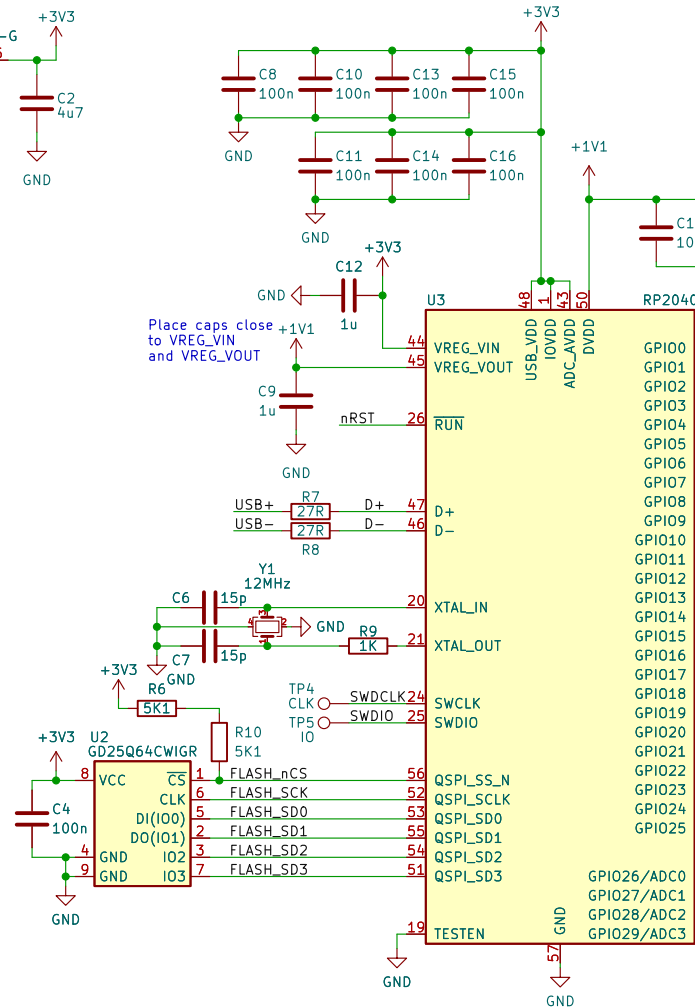 -G
+3V3
C2
4u7
GND
+3V3
C8
100n
C10
100n
C13
100n
C15
100n
GND
C11
100n
C14
100n
C16
100n
GND
+1V1
C1
10
+3V3
C12
GND
1u
Place caps close
to VREG_VIN
and VREG_VOUT
+1V1
C9
1u
GND
U3
RP2040
48
1
43
50
USB_VDD
IOVDD
ADC_AVDD
DVDD
44
VREG_VIN
45
VREG_VOUT
nRST
26
RUN
USB+
R7
27R
D+
47
D+
USB-
27R
R8
D-
46
D-
Y1
12MHz
C6
15p
20
XTAL_IN
3
4
2
1
GND
C7
15p
GND
R9
1K
21
XTAL_OUT
TP4
CLK
SWDCLK
24
SWCLK
TP5
IO
SWDIO
25
SWDIO
+3V3
R6
5K1
R10
5K1
U2
GD25Q64CWIGR
+3V3
C4
100n
8
VCC
4
GND
9
GND
GND
CS
1
FLASH_nCS
56
QSPI_SS_N
CLK
6
FLASH_SCK
52
QSPI_SCLK
DI(IO0)
5
FLASH_SD0
53
QSPI_SD0
DO(IO1)
2
FLASH_SD1
55
QSPI_SD1
IO2
3
FLASH_SD2
54
QSPI_SD2
IO3
7
FLASH_SD3
51
QSPI_SD3
19
TESTEN
GND
GPIO0
GPIO1
GPIO2
GPIO3
GPIO4
GPIO5
GPIO6
GPIO7
GPIO8
GPIO9
GPIO10
GPIO11
GPIO12
GPIO13
GPIO14
GPIO15
GPIO16
GPIO17
GPIO18
GPIO19
GPIO20
GPIO21
GPIO22
GPIO23
GPIO24
GPIO25
GPIO26/ADC0
GPIO27/ADC1
GPIO28/ADC2
GPIO29/ADC3
GND
57
GND